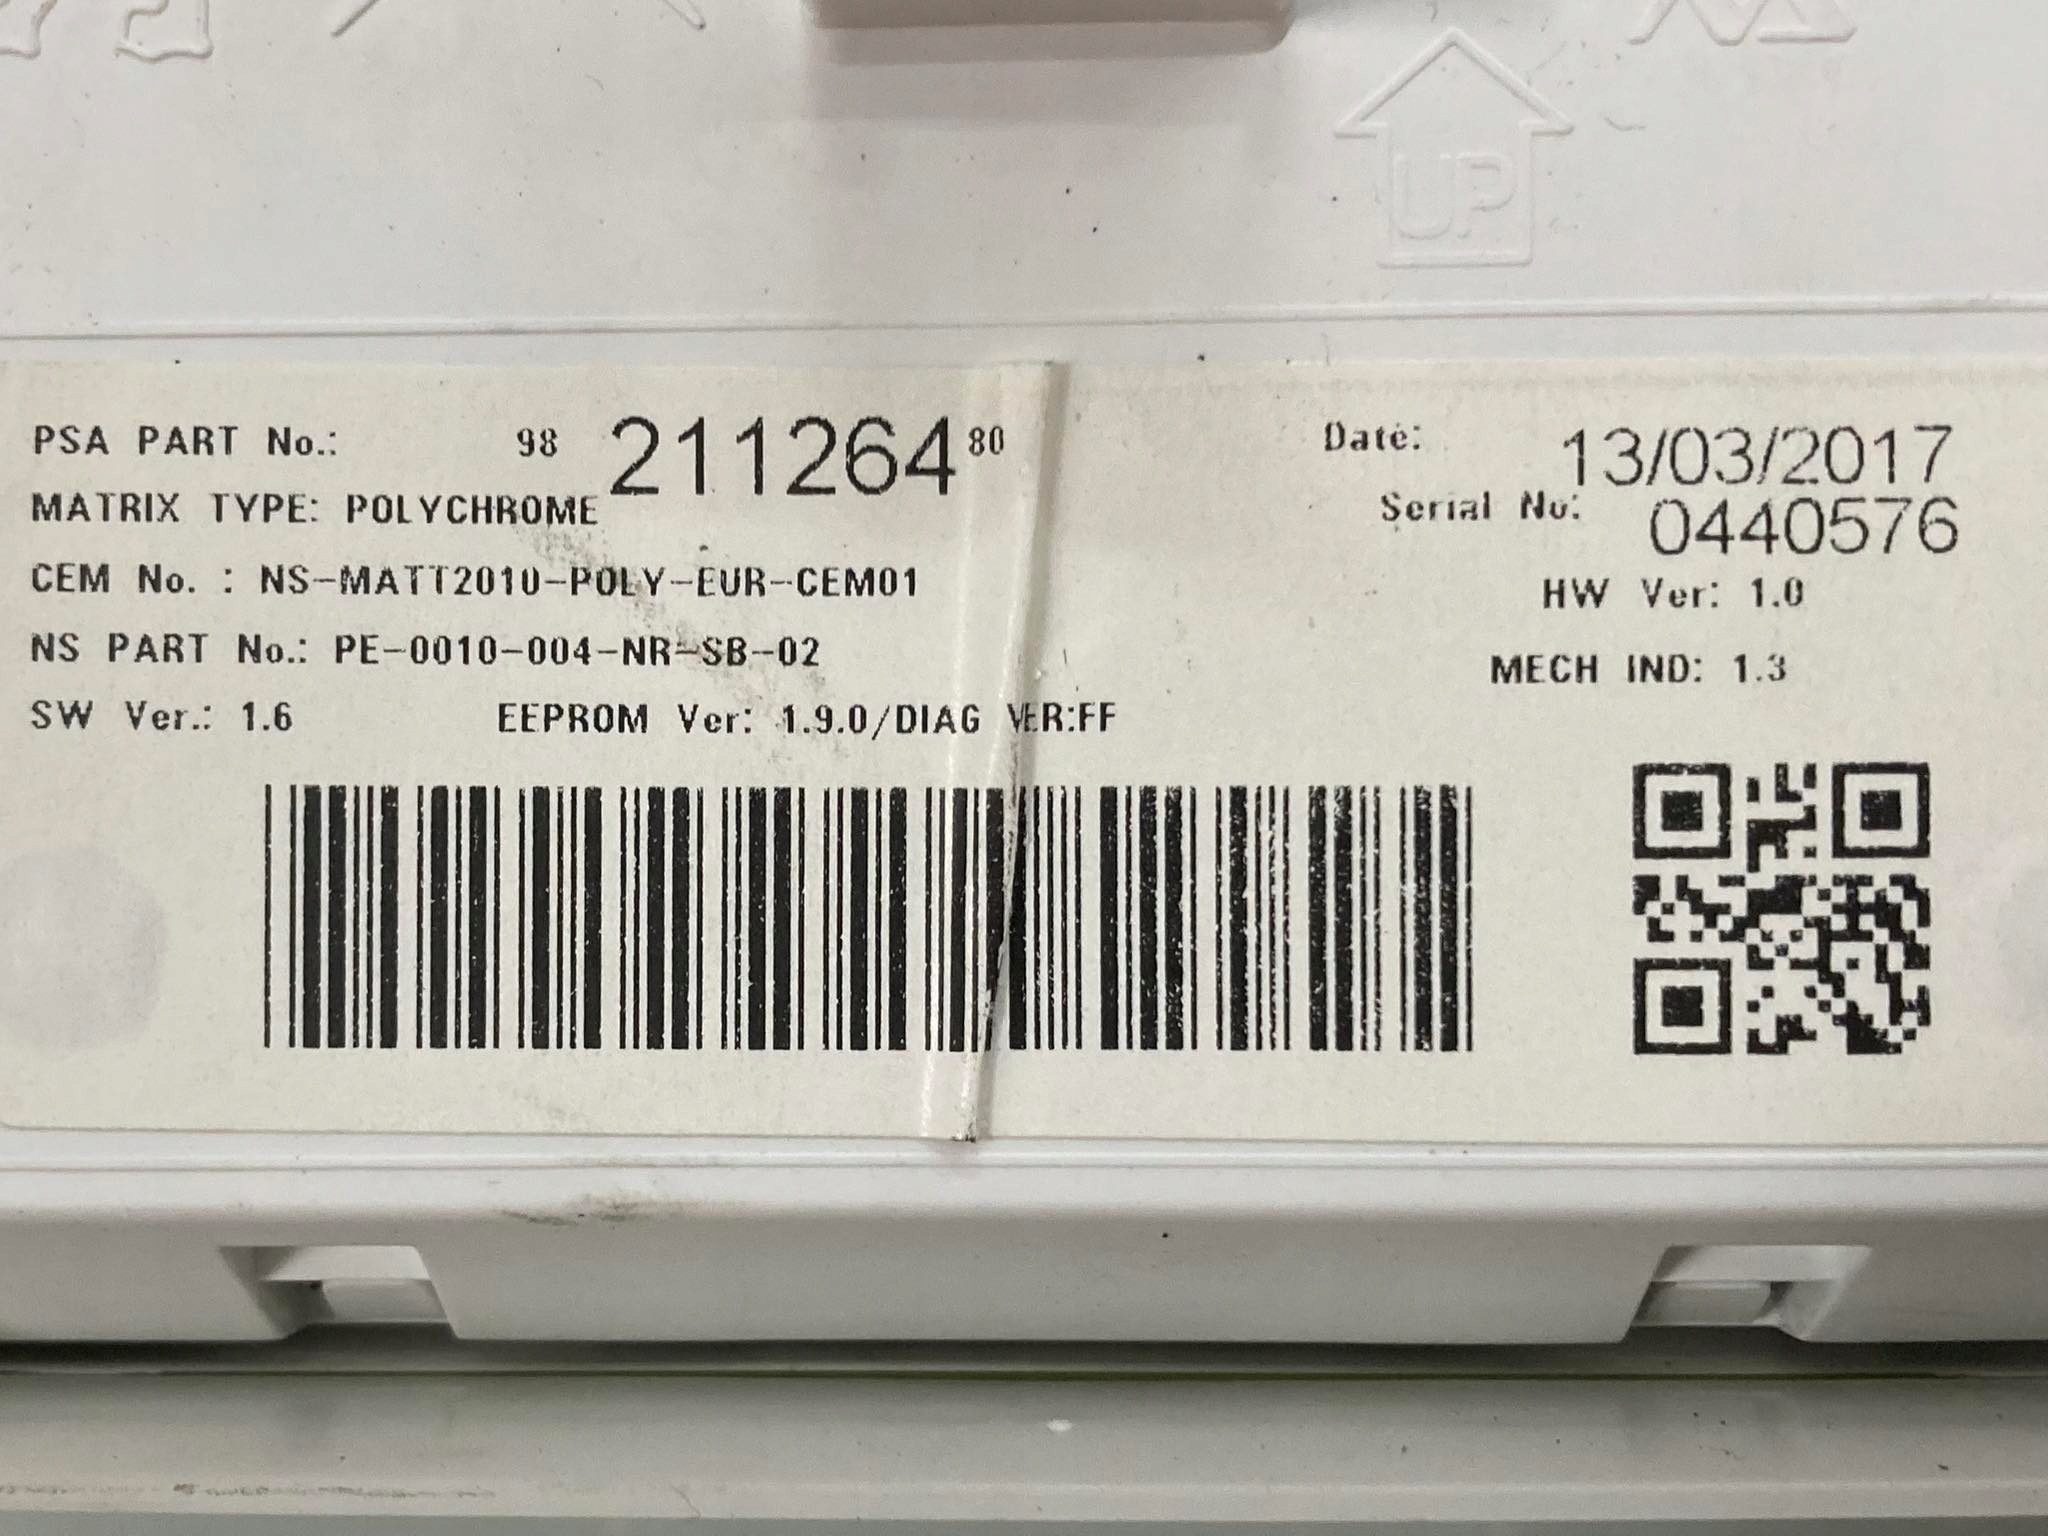 UP
PSA PART No.: 98 211264 80
Date: 13/03/2017
MATRIX TYPE: POLYCHROME
Serial No: 0440576
CEM No. : NS-MATT2010-POLY-EUR-CEM01
HW Ver: 1.0
NS PART No.: PE-0010-004-NR-SB-02
MECH IND: 1.3
SW Ver.: 1.6 EEPROM Ver: 1.9.0/DIAG VER:FF